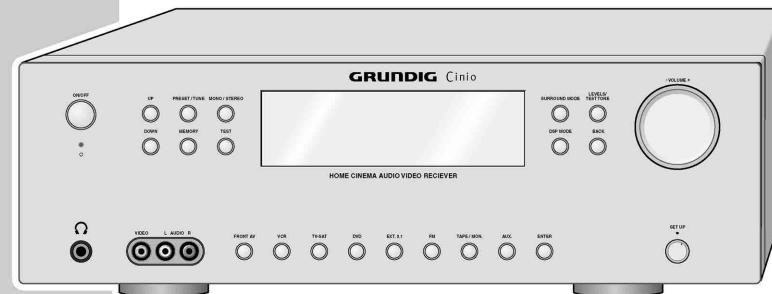 GRUNDIG Cinio
ON/OFF
UP PRESET / TUNE MONO / STEREO
DOWN MEMORY TEST
SURROUND MODE LEVELS/
TEST TONE
DSP MODE BACK
- VOLUME +
HOME CINEMA AUDIO VIDEO RECIEVER
VIDEO L AUDIO R
FRONT AV VCR TV-SAT DVD EXT. 5.1 FM TAPE / MON. AUX. ENTER
SET UP